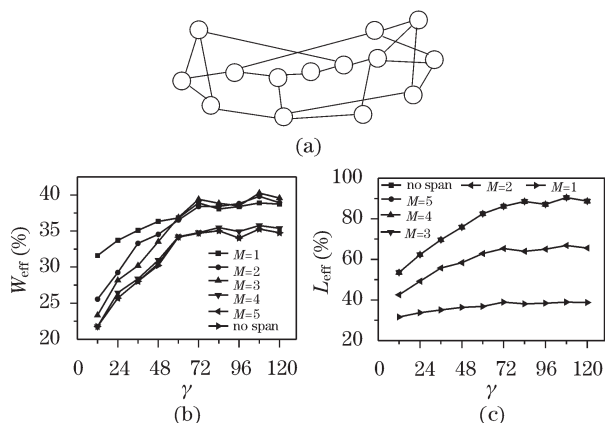 (a)
40
35
30
25
20
W_eff (%)
M=1
M=2
M=3
M=4
M=5
no span
0 24 48 72 96 120
γ
(b)
100
80
60
40
20
L_eff (%)
no span M=2 M=1
M=5
M=4
M=3
0 24 48 72 96 120
γ
(c)